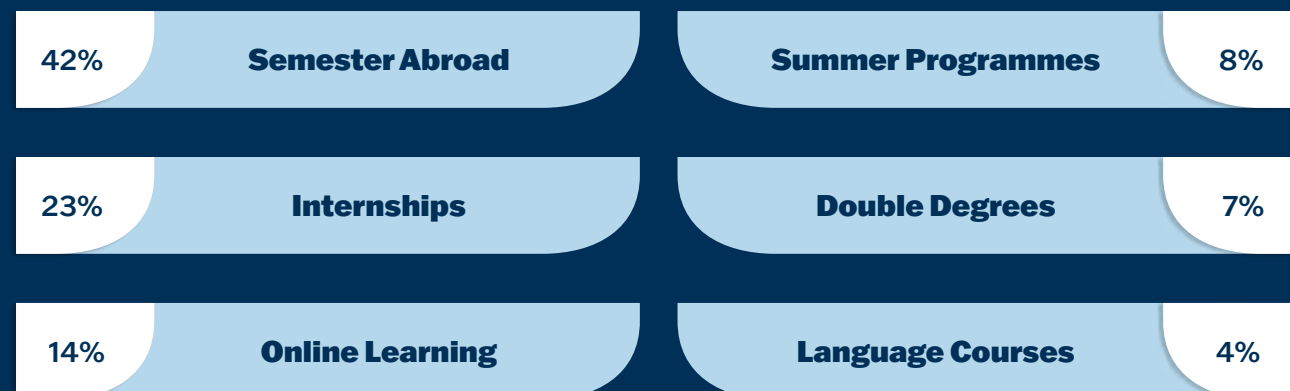 42% Semester Abroad
Summer Programmes 8%
23% Internships
Double Degrees 7%
14% Online Learning
Language Courses 4%